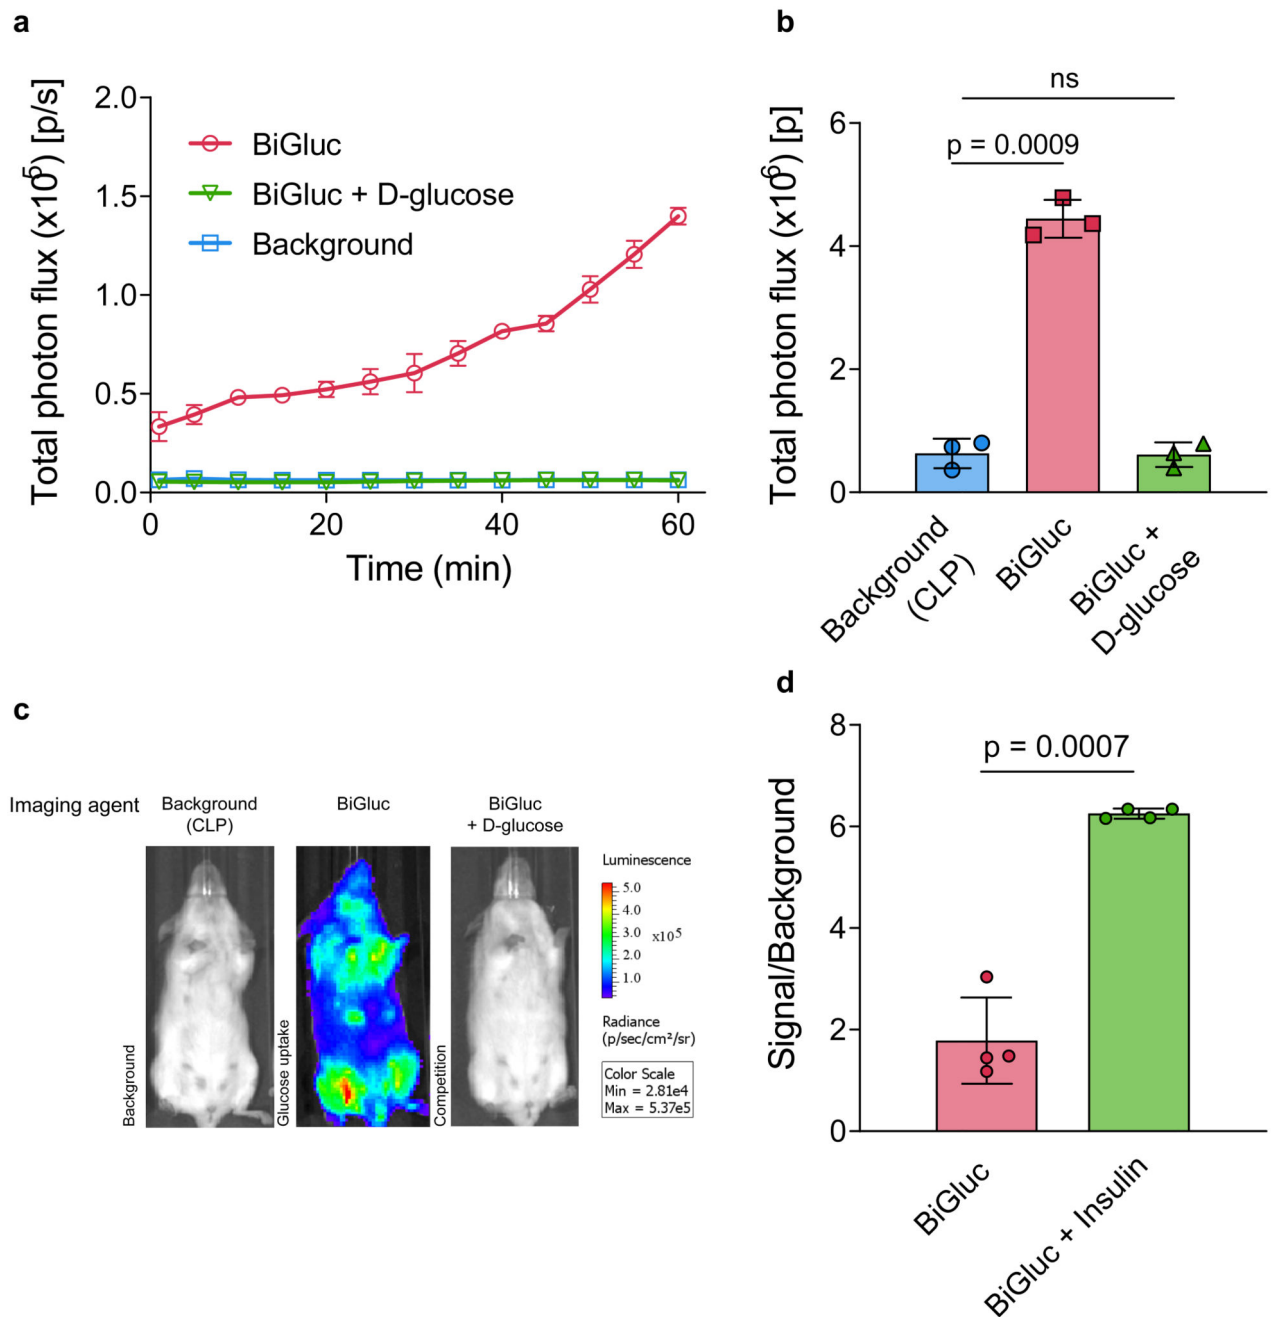 a
Total photon flux (x10⁵) [p/s]
2.0
1.5
1.0
0.5
0.0
BiGluc
BiGluc + D-glucose
Background
0
20
40
60
Time (min)
b
Total photon flux (x10⁶) [p]
6
4
2
0
ns
p = 0.0009
Background
(CLP)
BiGluc
BiGluc +
D-glucose
c
Imaging agent
Background
(CLP)
BiGluc
BiGluc
+ D-glucose
Background
Glucose uptake
Competition
Luminescence
5.0
4.0
3.0
2.0
1.0
x10⁵
Radiance
(p/sec/cm²/sr)
Color Scale
Min = 2.81e4
Max = 5.37e5
d
Signal/Background
8
6
4
2
0
p = 0.0007
BiGluc
BiGluc + Insulin